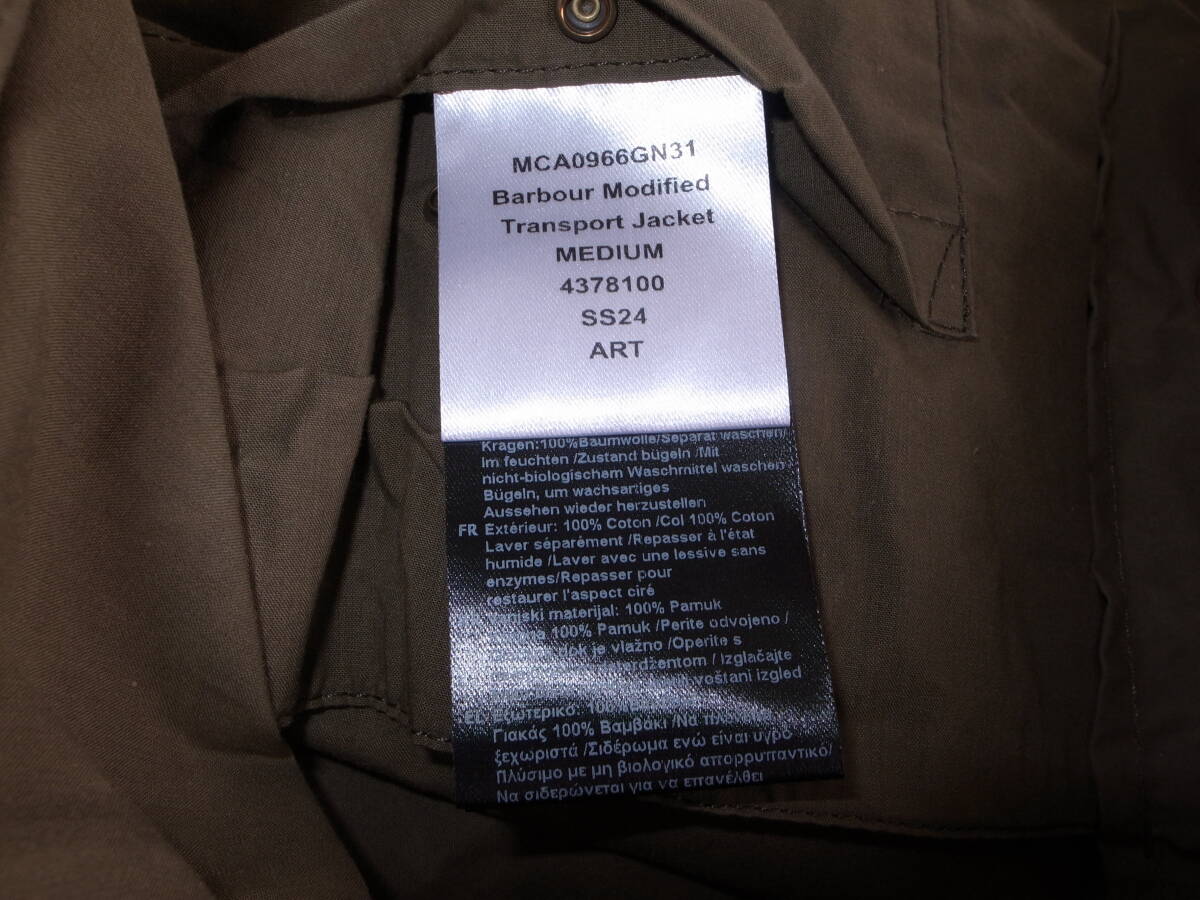 MCA0966GN31
Barbour Modified
Transport Jacket
MEDIUM
4378100
SS24
ART
Kragen:100%Baumwolle/Separat waschen/
Im feuchten /Zustand bügeln /Mit
nicht-biologischem Waschmittel waschen
Bügeln, um wachsartiges
Aussehen wieder herzustellen
FR Extérieur: 100% Coton /Col 100% Coton
Laver séparément /Repasser à l'état
humide /Laver avec une lessive sans
enzymes/Repasser pour
restaurer l'aspect ciré
materijal: 100% Pamuk
100% Pamuk /Perite odvojeno /
dok je vlažno /Operite s
/ Izglačajte
voštani izgled
EL Εξωτερικό: 100%
Γιακάς 100% Βαμβάκι /Να
ξεχωριστά /Σιδέρωμα ενώ είναι υγρό
Πλύσιμο με μη βιολογικό απορρυπαντικό/
Να σιδερώνεται για να επανέλθει